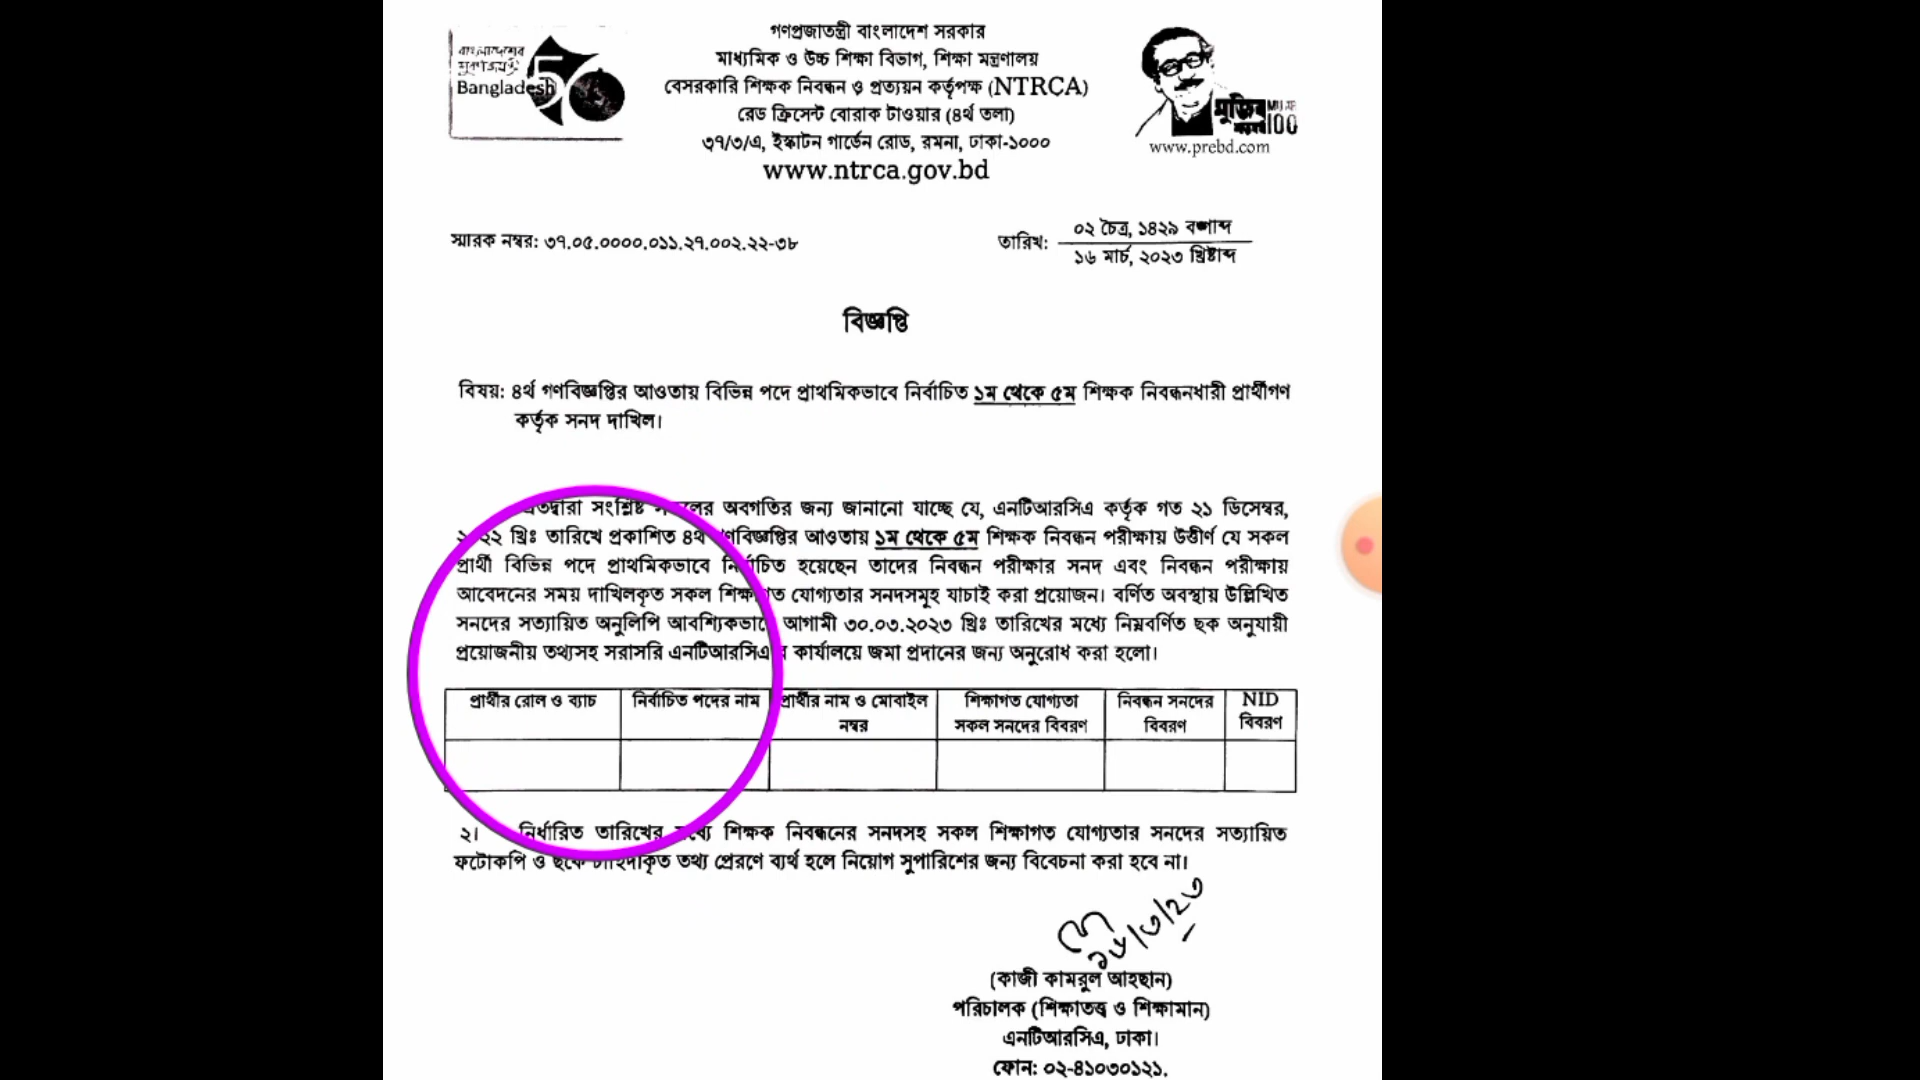 গণপ্রজাতন্ত্রী বাংলাদেশ সরকার
মাধ্যমিক ও উচ্চ শিক্ষা বিভাগ, শিক্ষা মন্ত্রণালয়
বেসরকারি শিক্ষক নিবন্ধন ও প্রত্যয়ন কর্তৃপক্ষ (NTRCA)
রেড ক্রিসেন্ট বোরাক টাওয়ার (৪র্থ তলা)
৩৭/৩/এ, ইস্কাটন গার্ডেন রোড, রমনা, ঢাকা-১০০০
www.ntrca.gov.bd
বাংলাদেশের
Bangladesh
মুজিব
100
www.prebd.com
স্মারক নম্বর: ৩৭.০৫.০০০০.০১১.২৭.০০২.২২-৩৮
তারিখ: ০২ চৈত্র, ১৪২৯ বঙ্গাব্দ
১৬ মার্চ, ২০২৩ খ্রিষ্টাব্দ
বিজ্ঞপ্তি
বিষয়: ৪র্থ গণবিজ্ঞপ্তির আওতায় বিভিন্ন পদে প্রাথমিকভাবে নির্বাচিত ১ম থেকে ৫ম শিক্ষক নিবন্ধনধারী প্রার্থীগণ
কর্তৃক সনদ দাখিল।
এতদ্বারা সংশ্লিষ্ট সকলের অবগতির জন্য জানানো যাচ্ছে যে, এনটিআরসিএ কর্তৃক গত ২১ ডিসেম্বর,
২০২২ খ্রিঃ তারিখে প্রকাশিত ৪র্থ গণবিজ্ঞপ্তির আওতায় ১ম থেকে ৫ম শিক্ষক নিবন্ধন পরীক্ষায় উত্তীর্ণ যে সকল
প্রার্থী বিভিন্ন পদে প্রাথমিকভাবে নির্বাচিত হয়েছেন তাদের নিবন্ধন পরীক্ষার সনদ এবং নিবন্ধন পরীক্ষায়
আবেদনের সময় দাখিলকৃত সকল শিক্ষাগত যোগ্যতার সনদসমূহ যাচাই করা প্রয়োজন। বর্ণিত অবস্থায় উল্লিখিত
সনদের সত্যায়িত অনুলিপি আবশ্যিকভাবে আগামী ৩০.০৩.২০২৩ খ্রিঃ তারিখের মধ্যে নিম্নবর্ণিত ছক অনুযায়ী
প্রয়োজনীয় তথ্যসহ সরাসরি এনটিআরসিএর কার্যালয়ে জমা প্রদানের জন্য অনুরোধ করা হলো।
প্রার্থীর রোল ও ব্যাচ
নির্বাচিত পদের নাম
প্রার্থীর নাম ও মোবাইল
নম্বর
শিক্ষাগত যোগ্যতা
সকল সনদের বিবরণ
নিবন্ধন সনদের
বিবরণ
NID
বিবরণ
২। নির্ধারিত তারিখের মধ্যে শিক্ষক নিবন্ধনের সনদসহ সকল শিক্ষাগত যোগ্যতার সনদের সত্যায়িত
ফটোকপি ও ছকে চাহিদাকৃত তথ্য প্রেরণে ব্যর্থ হলে নিয়োগ সুপারিশের জন্য বিবেচনা করা হবে না।
১৬/৩/২৩
(কাজী কামরুল আহছান)
পরিচালক (শিক্ষাতত্ত্ব ও শিক্ষামান)
এনটিআরসিএ, ঢাকা।
ফোন: ০২-৪১০৩০১২১.